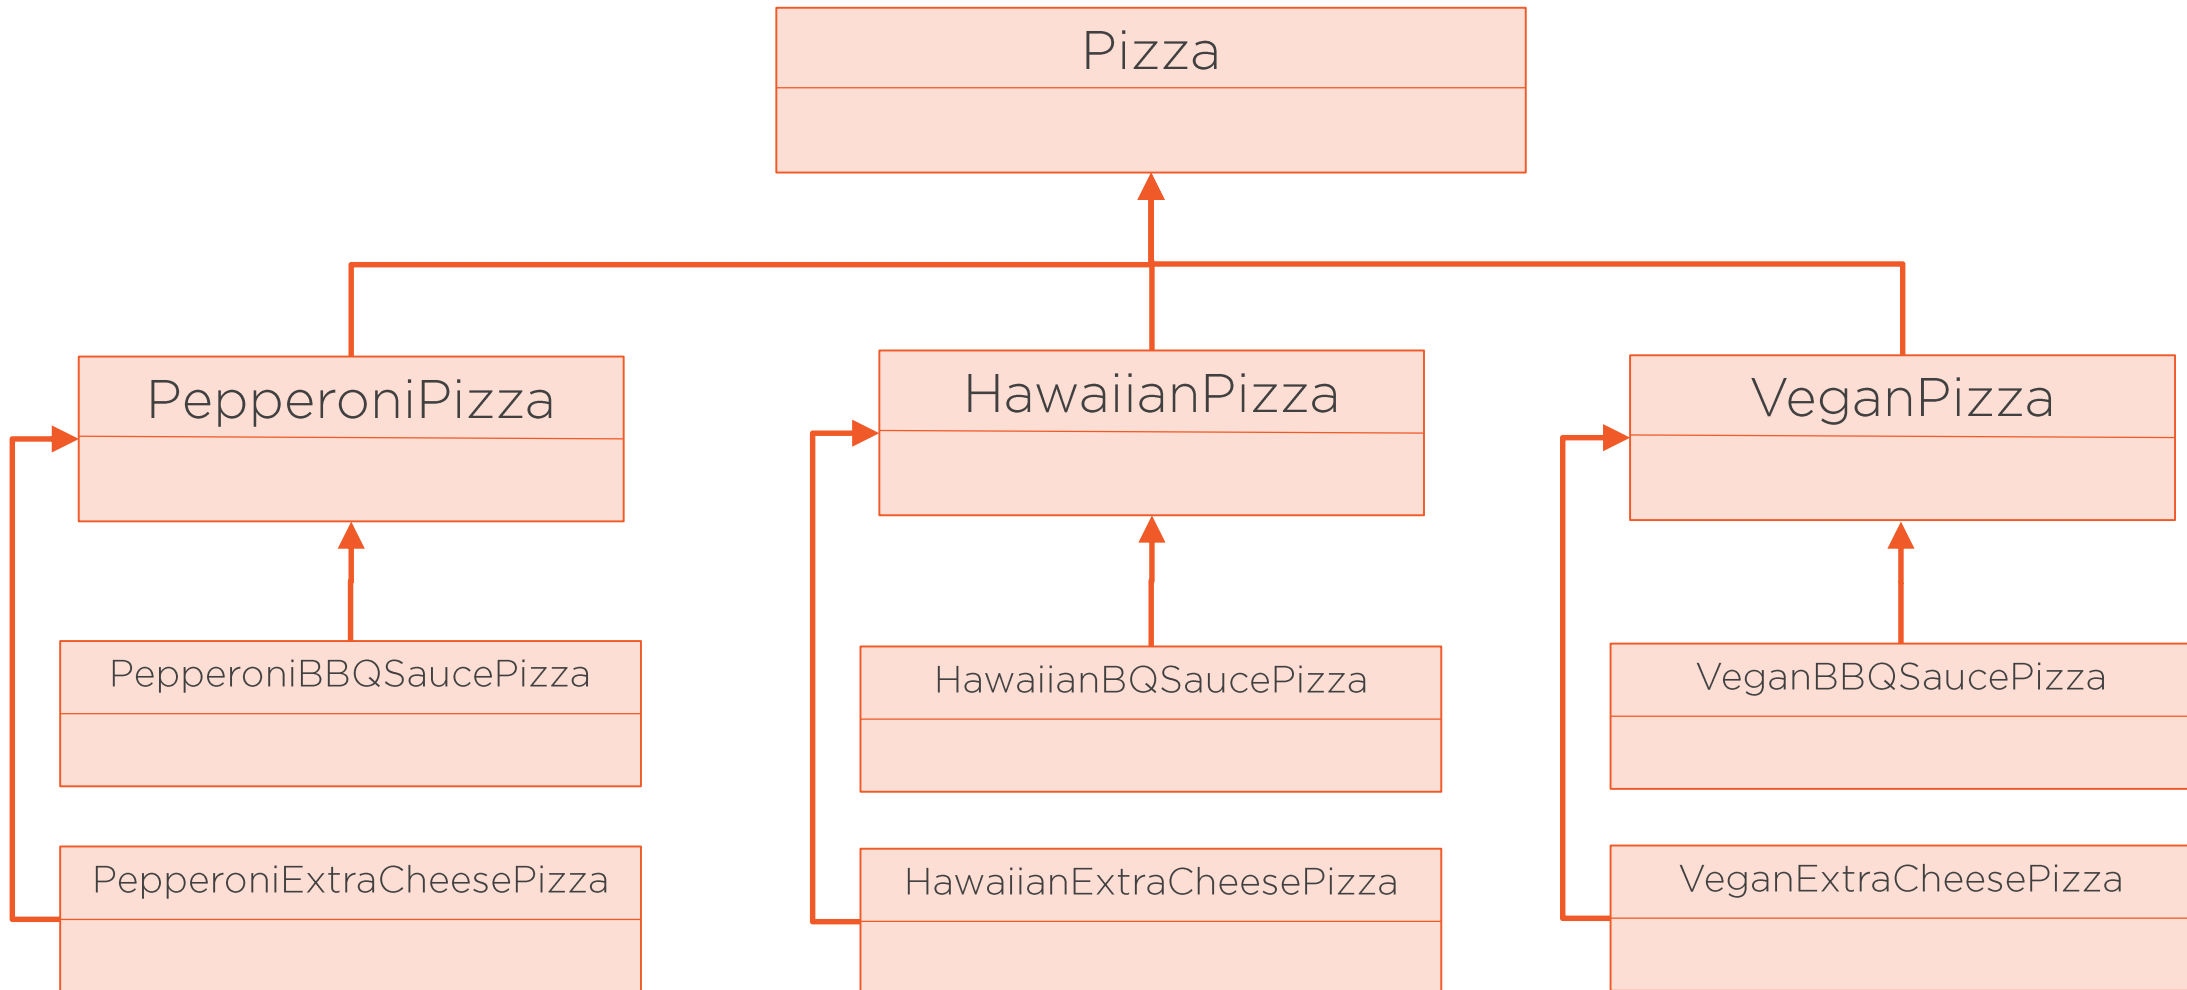 Pizza
PepperoniPizza
HawaiianPizza
VeganPizza
PepperoniBBQSaucePizza
HawaiianBQSaucePizza
VeganBBQSaucePizza
PepperoniExtraCheesePizza
HawaiianExtraCheesePizza
VeganExtraCheesePizza